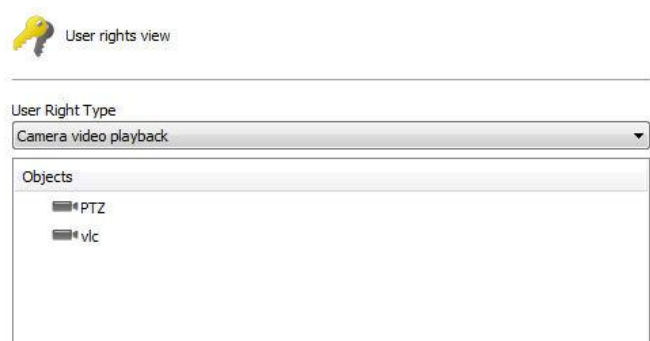 User rights view
User Right Type
Camera video playback
Objects
PTZ
vlc